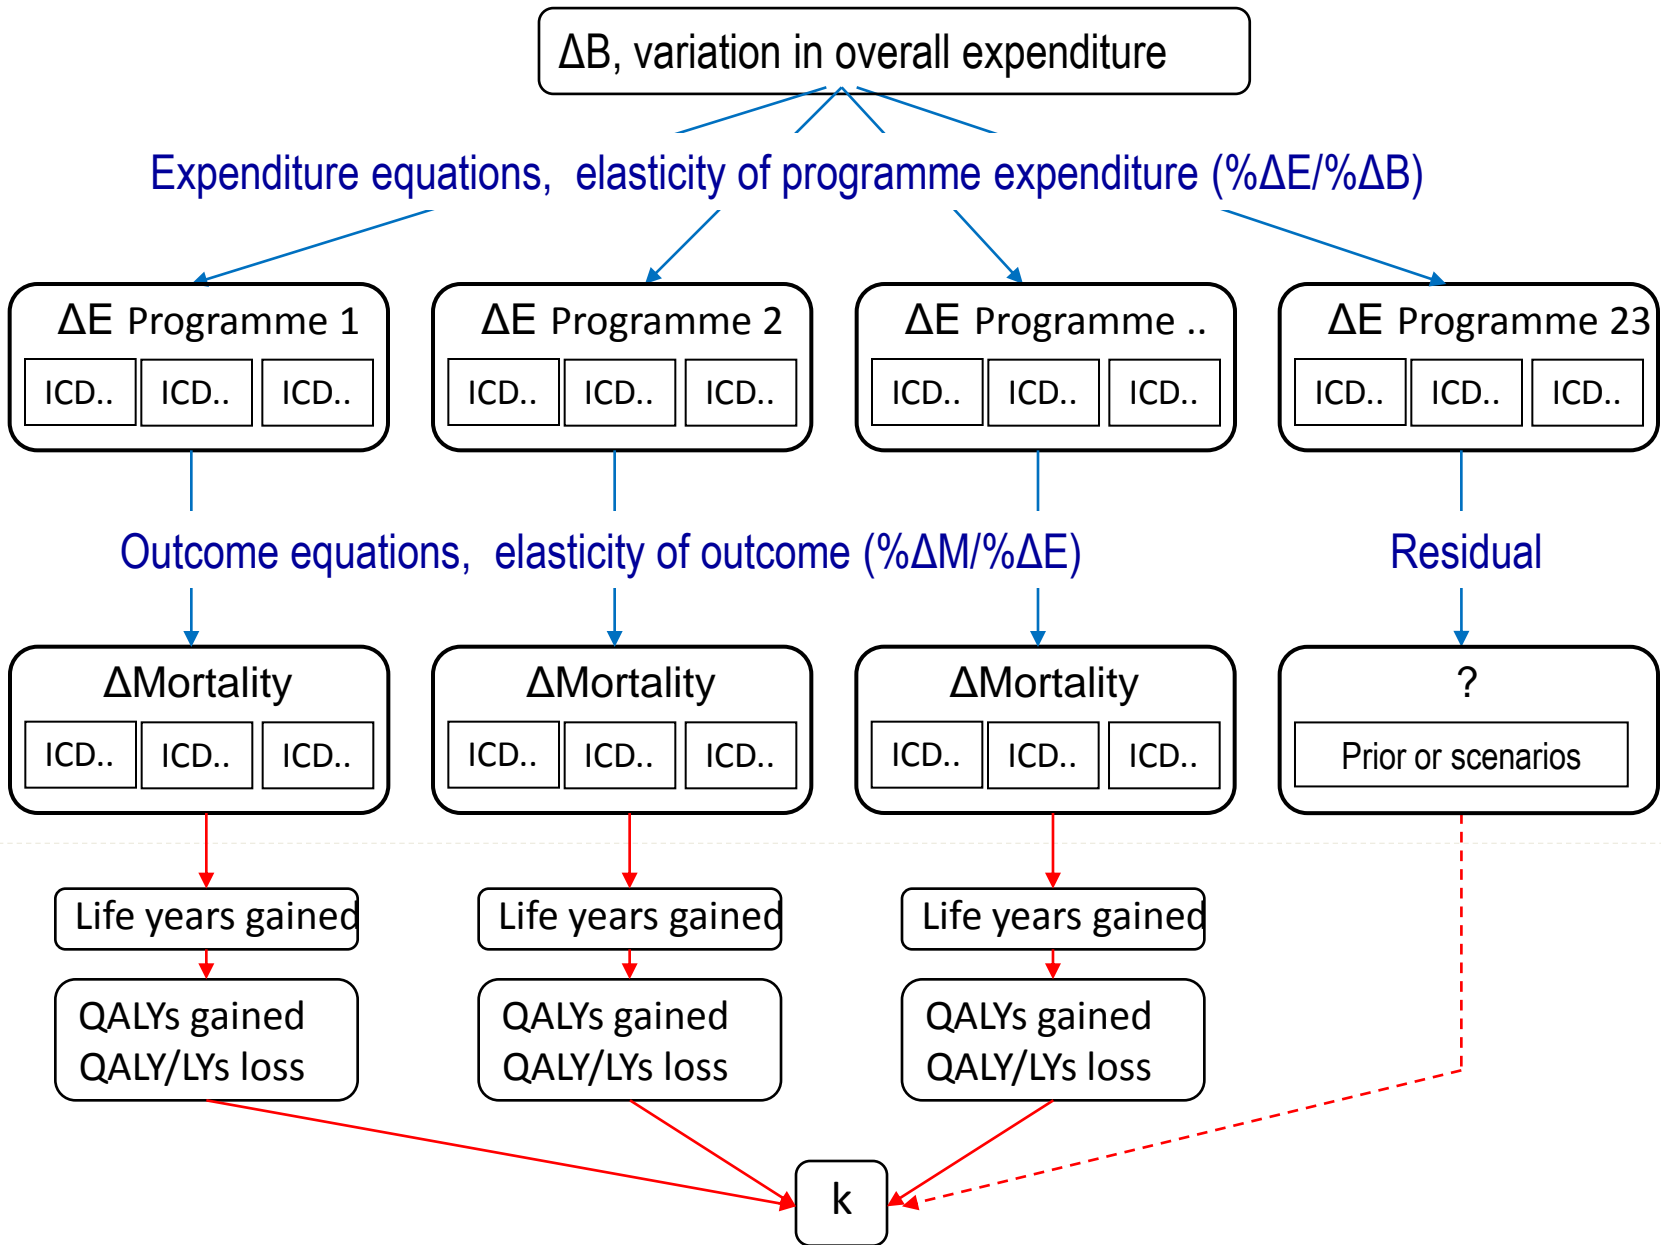 ΔB, variation in overall expenditure
Expenditure equations, elasticity of programme expenditure (%ΔE/%ΔB)
ΔE Programme 1
ICD.. ICD.. ICD..
ΔE Programme 2
ICD.. ICD.. ICD..
ΔE Programme ..
ICD.. ICD.. ICD..
ΔE Programme 23
ICD.. ICD.. ICD..
Outcome equations, elasticity of outcome (%ΔM/%ΔE)
Residual
ΔMortality
ICD.. ICD.. ICD..
ΔMortality
ICD.. ICD.. ICD..
ΔMortality
ICD.. ICD.. ICD..
?
Prior or scenarios
Life years gained
Life years gained
Life years gained
QALYs gained
QALY/LYs loss
QALYs gained
QALY/LYs loss
QALYs gained
QALY/LYs loss
k